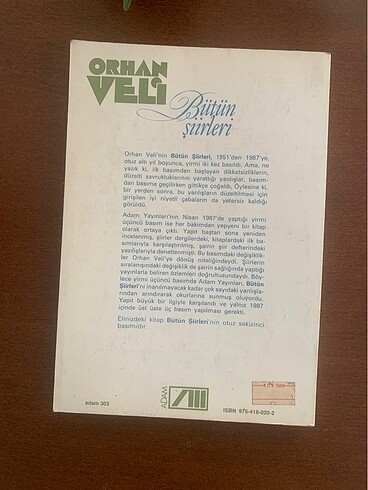 ORHAN
VELİ
Bütün
şiirleri
Orhan Veli'nin Bütün Şiirleri, 1951'den 1987'ye,
otuz altı yıl boyunca, yirmi iki kez basıldı. Ama, ne
yazık ki, ilk basımdan başlayan dikkatsizliklerin,
düzelti savrukluklarının yarattığı yanlışlar, basım-
dan basıma geçilirken gittikçe çoğaldı. Öylesine ki,
bir yerden sonra, bu yanlışların düzeltilmesi için
girişilen iyi niyetli çabaların da yetersiz kaldığı
görüldü.
Adam Yayınları'nın Nisan 1987'de yaptığı yirmi
üçüncü basım ise her bakımdan yepyeni bir kitap
olarak ortaya çıktı. Yapıt baştan sona yeniden
incelenmiş, şiirler dergilerdeki, kitaplardaki ilk ba-
sımlarıyla karşılaştırılmış, şairin şiir defterindeki
yazılışlarıyla denetlenmişti. Bu basımdaki değişiklik-
ler Orhan Veli'ye dönüş niteliğindeydi. Şiirlerin
sıralanışındaki değişiklik de şairin sağlığında yaptığı
yayınlarla beliren özlemleri doğrultusundaydı. Böy-
lece yirmi üçüncü basımda Adam Yayınları, Bütün
Şiirleri'ni inanılmayacak kadar çok sayıdaki yanlışla-
rından arındırarak okurlarına sunmuş oluyordu.
Yapıt büyük bir ilgiyle karşılandı ve yalnız 1987
içinde üst üste üç basım yapılması gerekti.
Elinizdeki kitap Bütün Şiirleri'nin otuz sekizinci
basımıdır.
adam 303
ADAM
ISBN 975-418-020-2